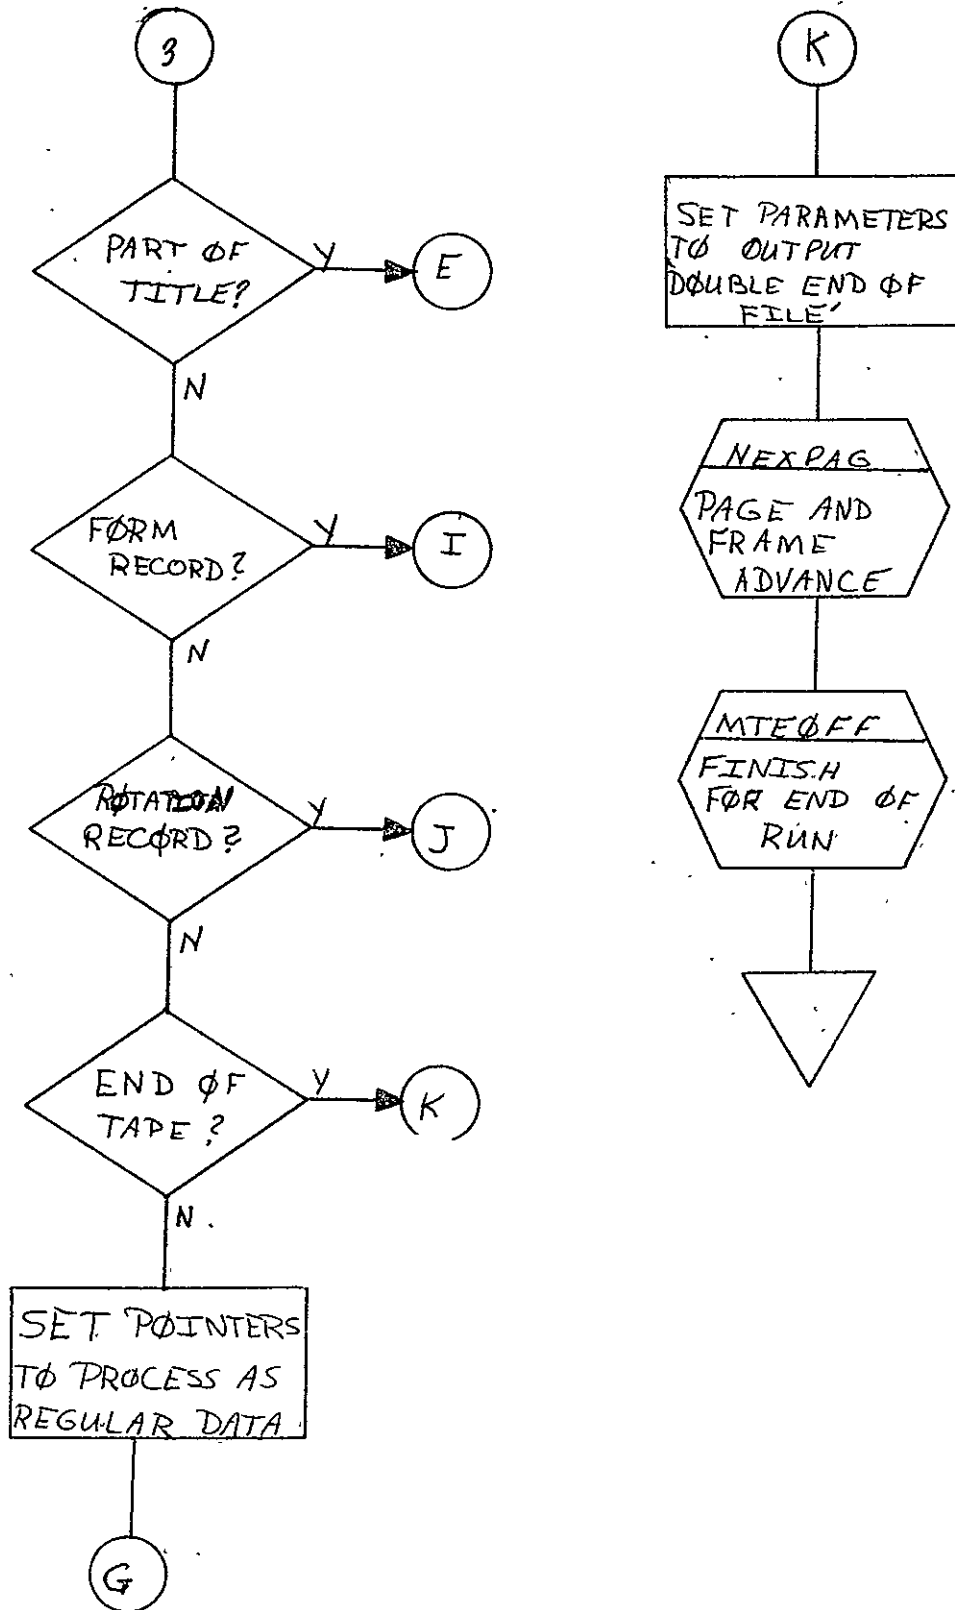 3
PART ØF
TITLE?
Y
E
N
FØRM
RECORD?
Y
I
N
RØTATION
RECØRD?
Y
J
N
END ØF
TAPE?
Y
K
N.
SET POINTERS
TØ PROCESS AS
REGULAR DATA
G
K
SET PARAMETERS
TØ OUTPUT
DØUBLE END ØF
FILE
NEXPAG
PAGE AND
FRAME
ADVANCE
MTEØFF
FINISH
FØR END ØF
RUN